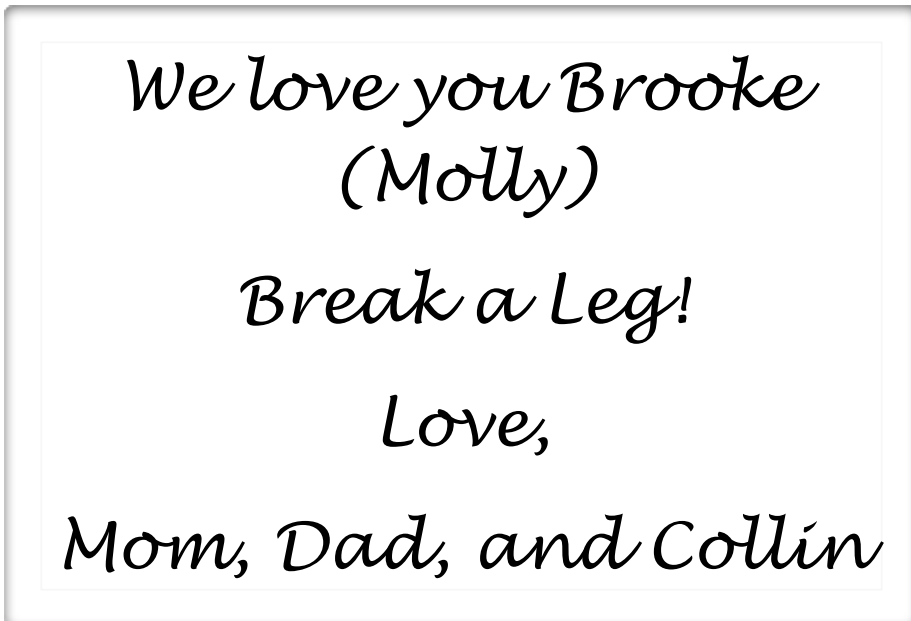 We love you Brooke
(Molly)
Break a Leg!
Love,
Mom, Dad, and Collin